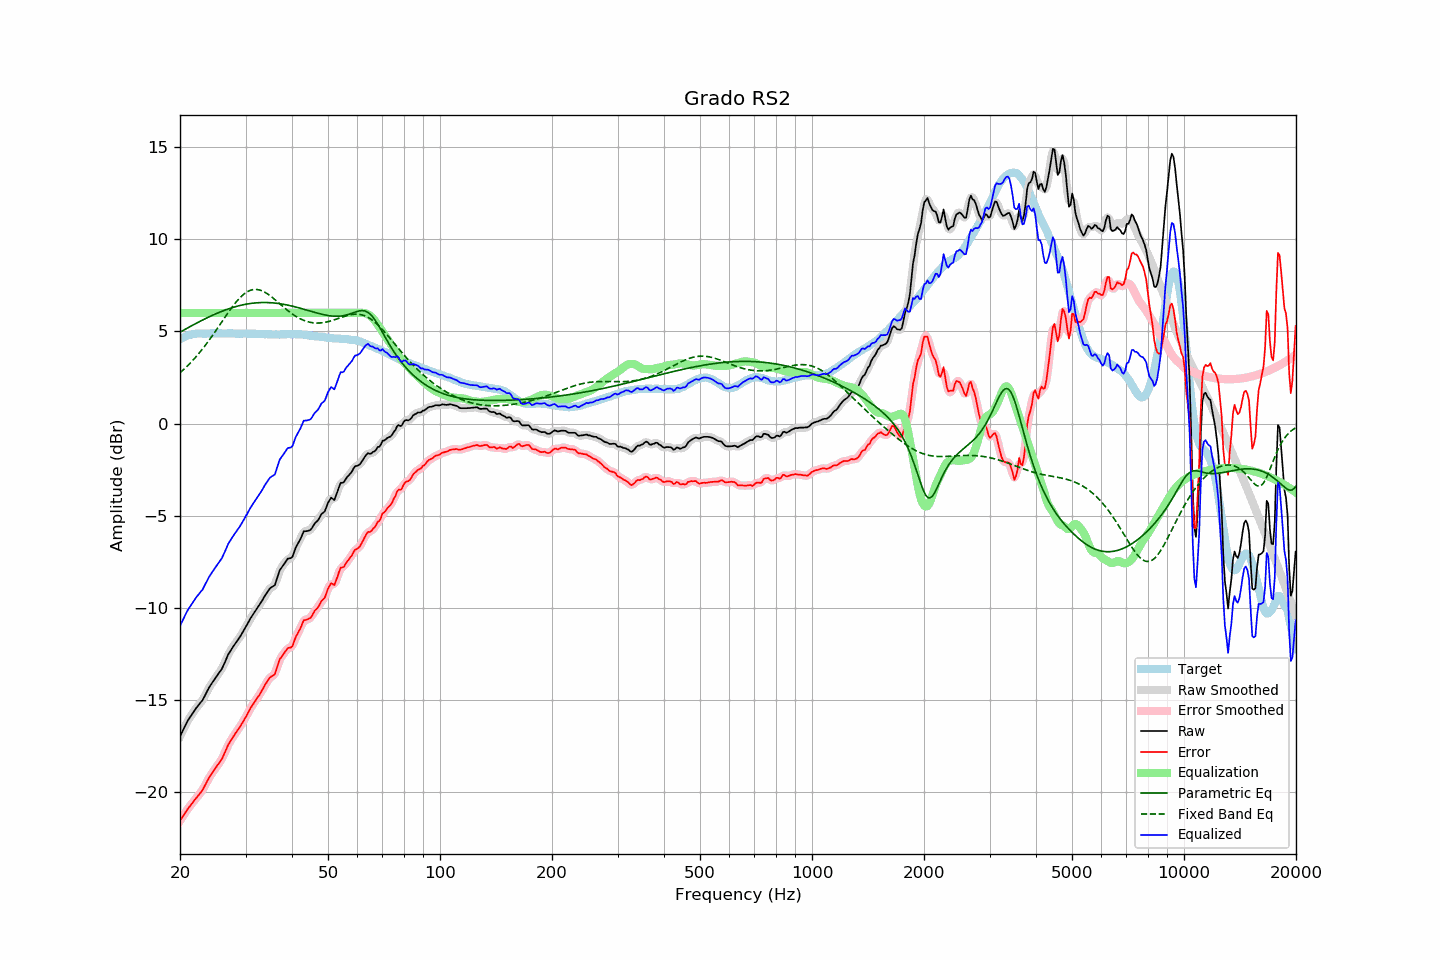 Grado RS2
Amplitude (dBr)
15
10
5
0
−5
−10
−15
−20
20
50
100
200
500
1000
2000
5000
10000
20000
Frequency (Hz)
Target
Raw Smoothed
Error Smoothed
Raw
Error
Equalization
Parametric Eq
Fixed Band Eq
Equalized